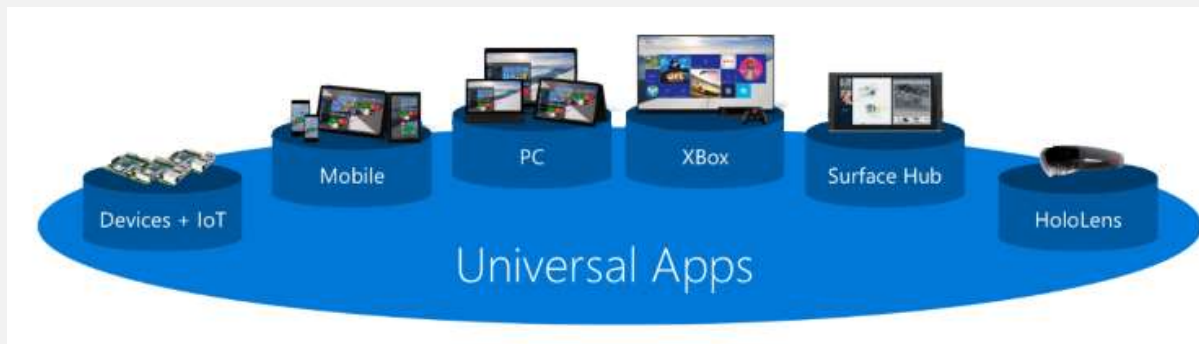 Devices + IoT
Mobile
PC
XBox
Surface Hub
HoloLens
Universal Apps